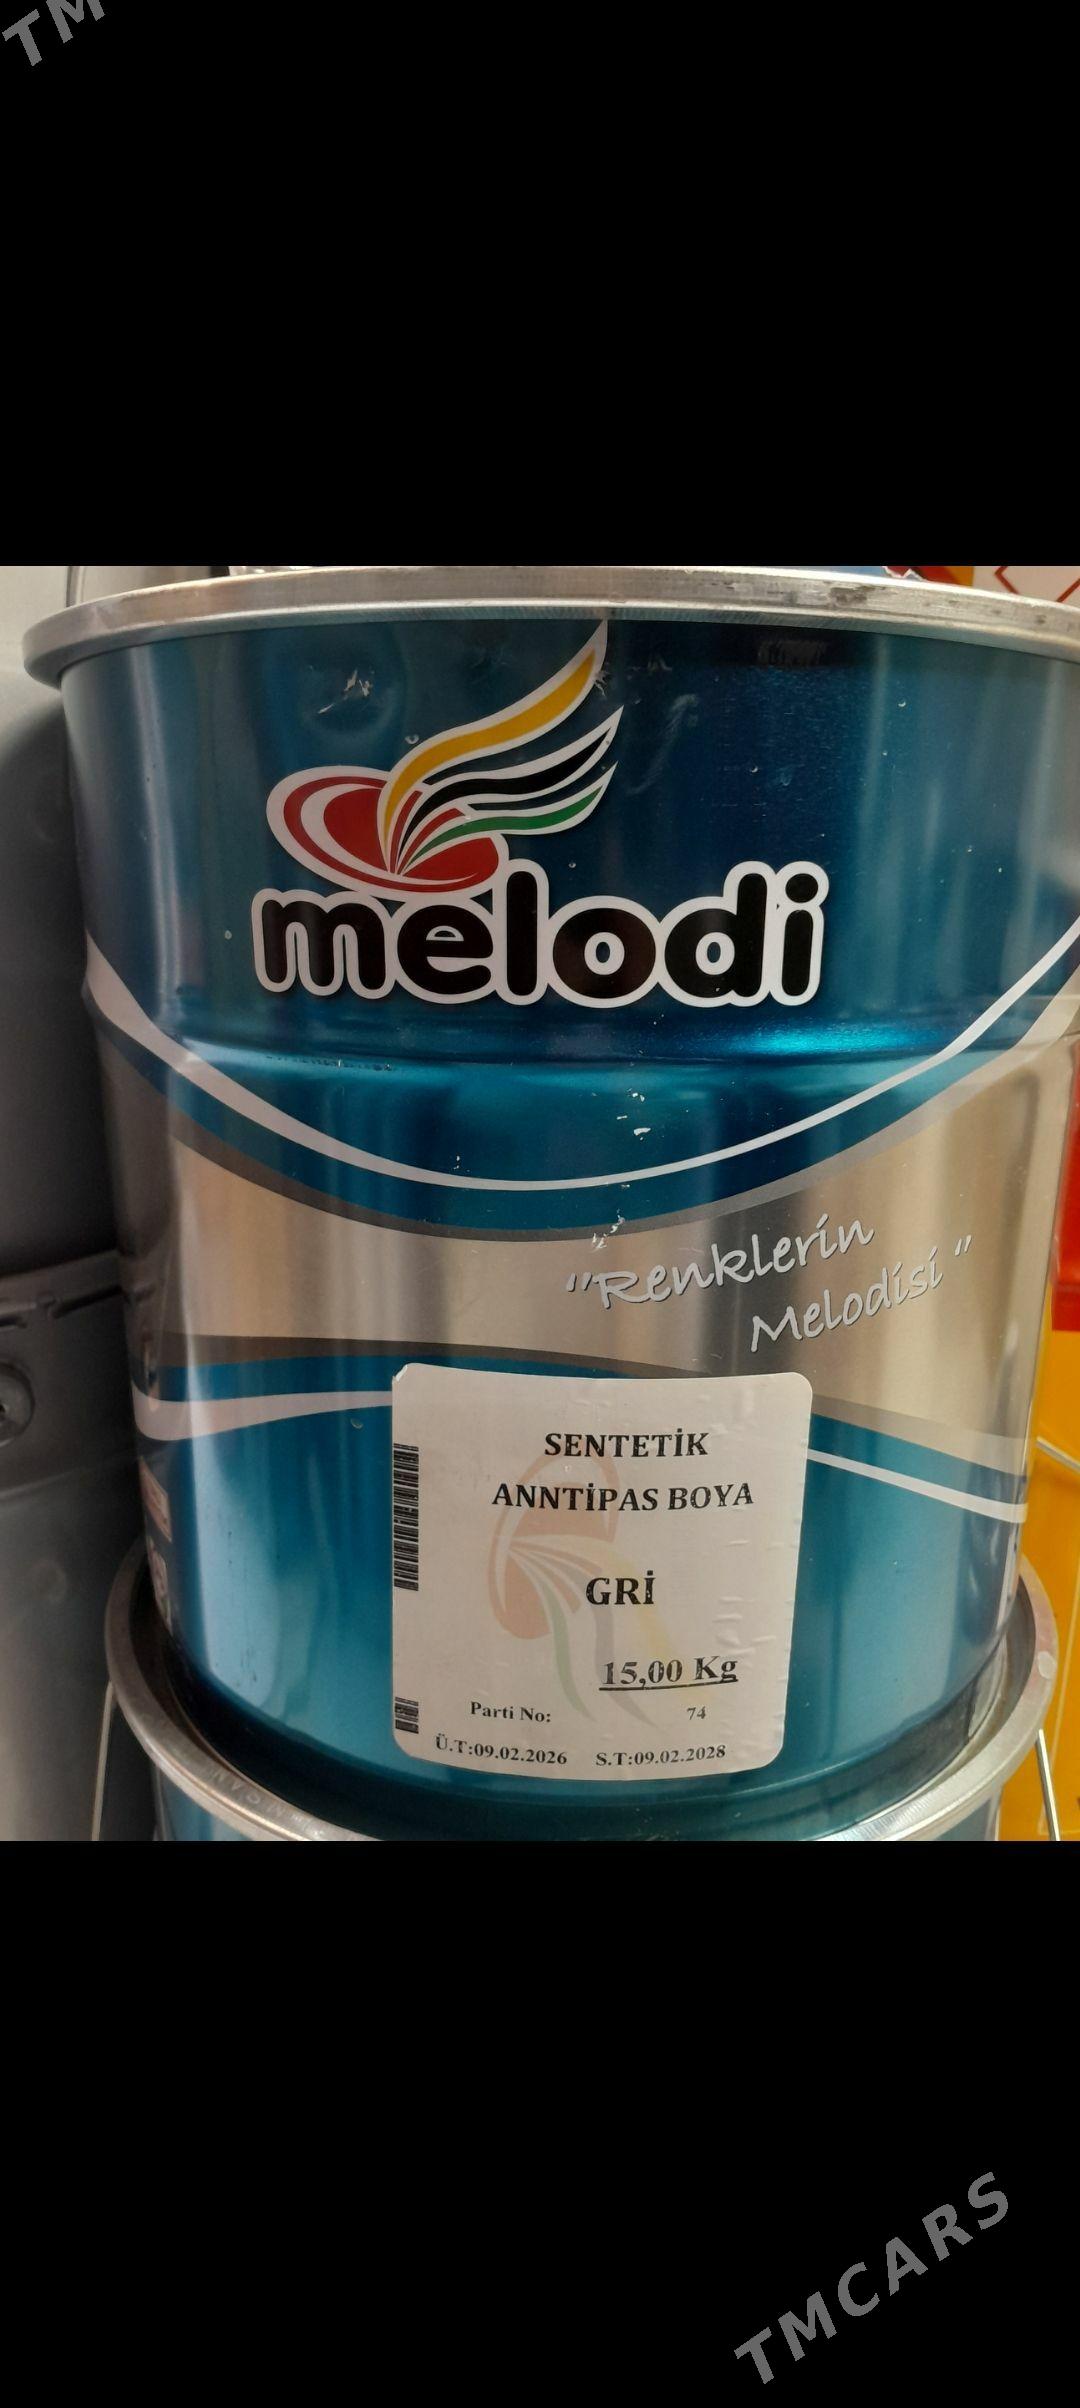 TM
melodi
"Renklerin
Melodisi"
SENTETİK
ANNTİPAS BOYA
GRİ
15,00 Kg
Parti No: 74
Ü.T:09.02.2026 S.T:09.02.2028
TMCARS